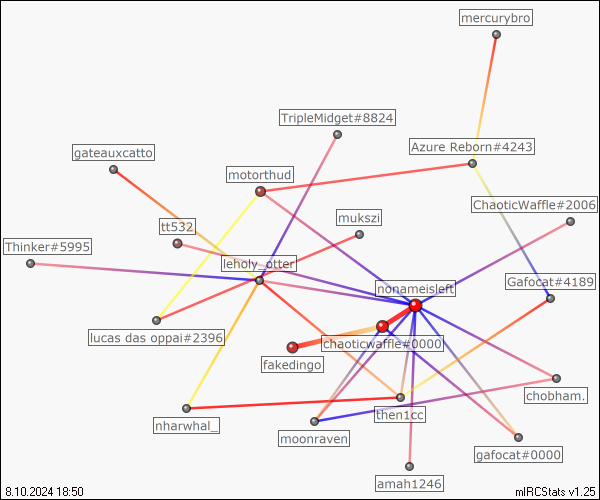 mercurybro
TripleMidget#8824
Azure Reborn#4243
gateauxcatto
motorthud
ChaoticWaffle#2006
mukszi
tt532
Thinker#5995
leholy_otter
Gafocat#4189
nonameisleft
lucas das oppai#2396
chaoticwaffle#0000
fakedingo
chobham.
then1cc
nharwhal_
moonraven
gafocat#0000
amah1246
8.10.2024 18:50
mIRCStats v1.25